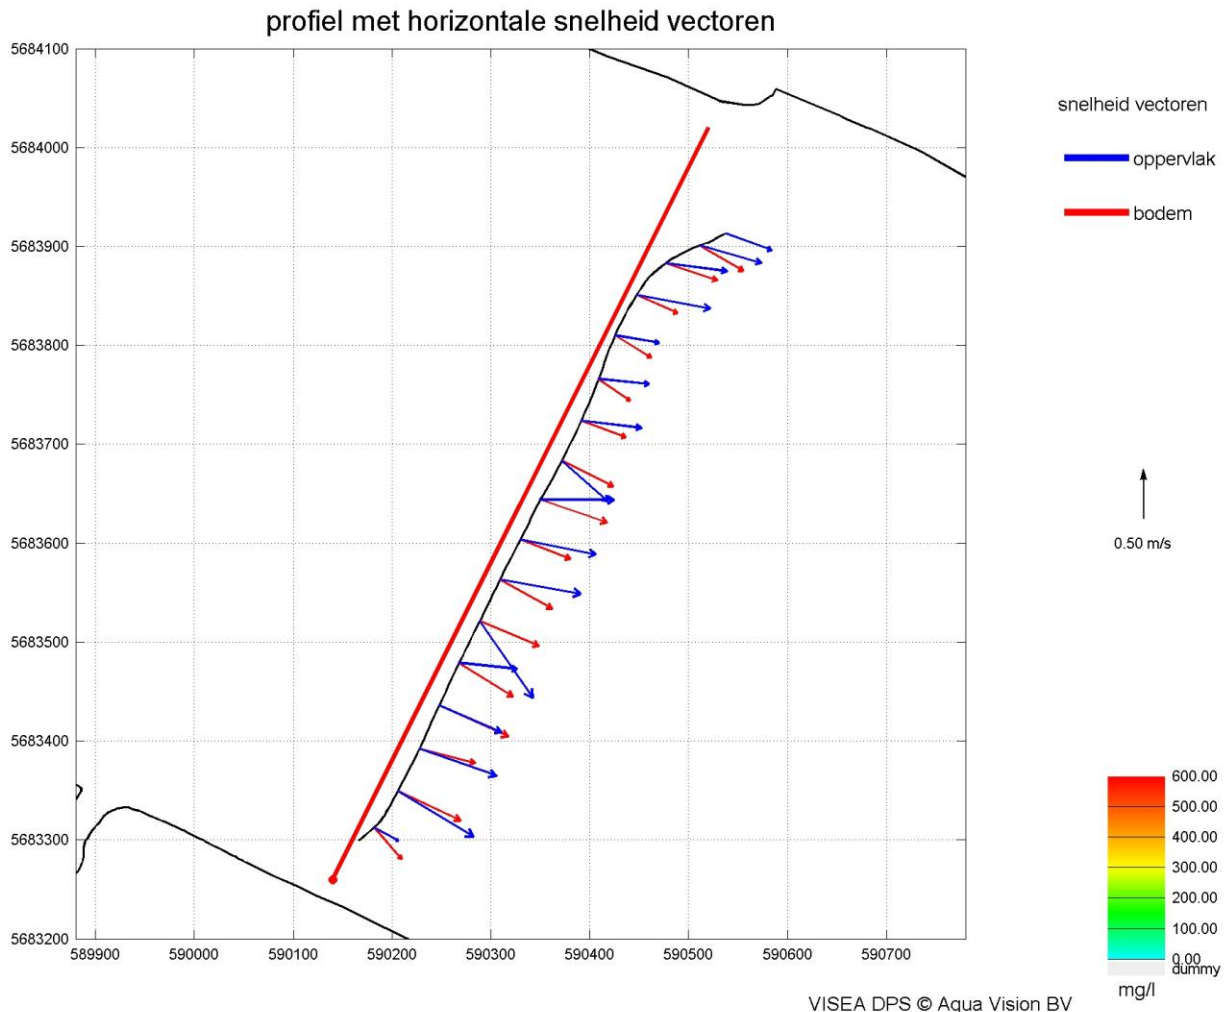 profiel met horizontale snelheid vectoren
5684100
5684000
5683900
5683800
5683700
5683600
5683500
5683400
5683300
5683200
589900 590000 590100 590200 590300 590400 590500 590600 590700
snelheid vectoren
oppervlak
bodem
0.50 m/s
600.00
500.00
400.00
300.00
200.00
100.00
0.00
dummy
mg/l
VISEA DPS © Aqua Vision BV